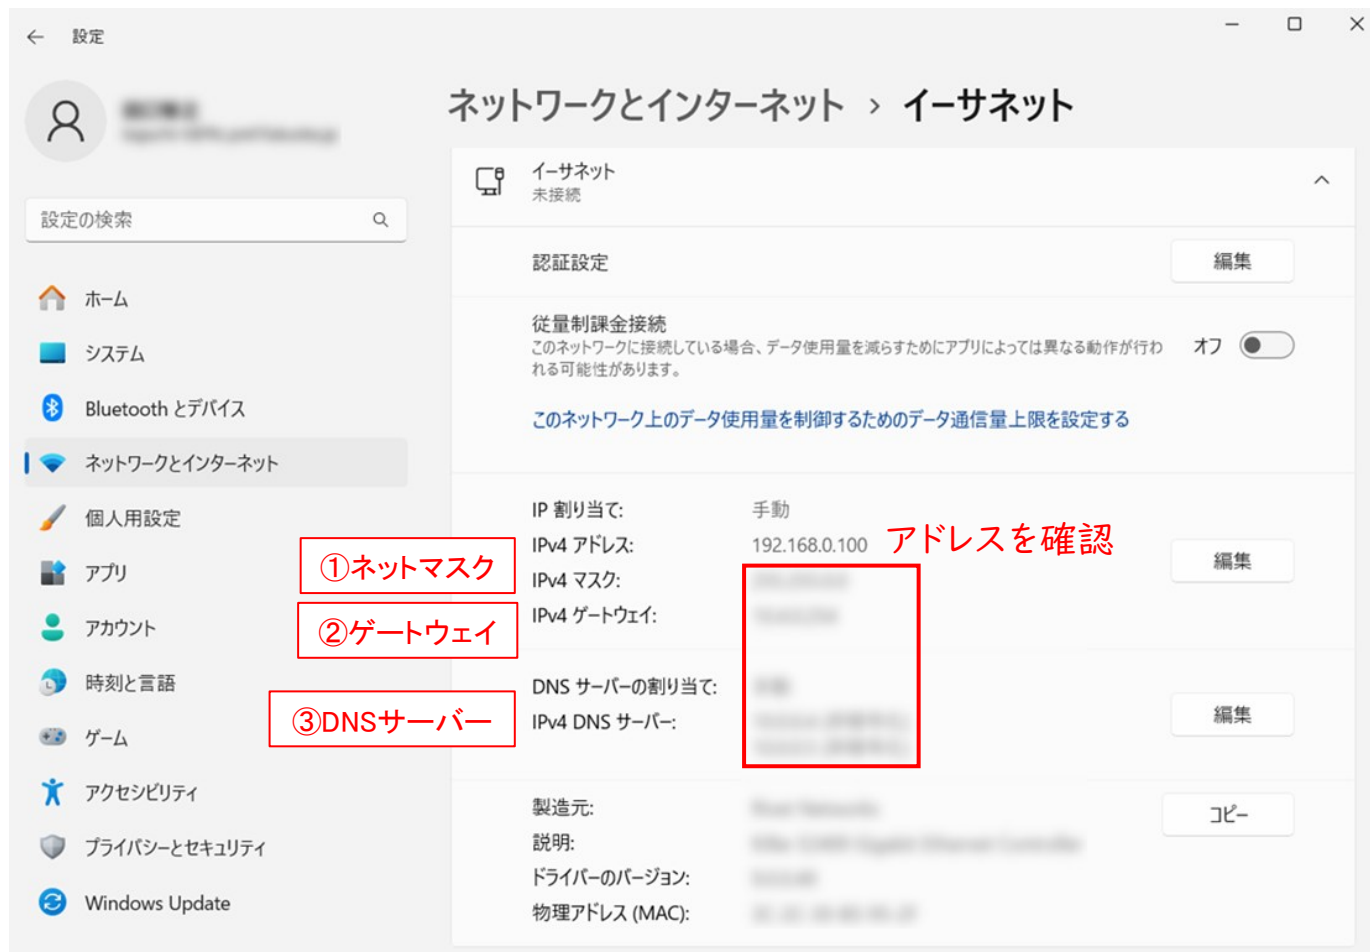 設定
ネットワークとインターネット › イーサネット
設定の検索
ホーム
システム
Bluetooth とデバイス
ネットワークとインターネット
個人用設定
アプリ
アカウント
時刻と言語
ゲーム
アクセシビリティ
プライバシーとセキュリティ
Windows Update
イーサネット
未接続
認証設定
編集
従量制課金接続
このネットワークに接続している場合、データ使用量を減らすためにアプリによっては異なる動作が行わ
れる可能性があります。
オフ
このネットワーク上のデータ使用量を制御するためのデータ通信量上限を設定する
IP 割り当て: 手動
IPv4 アドレス: 192.168.0.100
アドレスを確認
①ネットマスク
IPv4 マスク:
編集
②ゲートウェイ
IPv4 ゲートウェイ:
DNS サーバーの割り当て:
③DNSサーバー
IPv4 DNS サーバー:
編集
製造元:
コピー
説明:
ドライバーのバージョン:
物理アドレス (MAC):